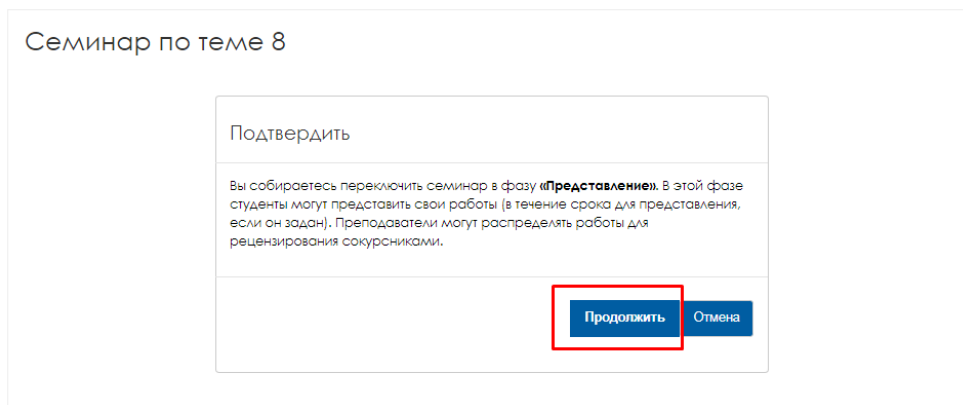 Семинар по теме 8
Подтвердить
Вы собираетесь переключить семинар в фазу «Представление». В этой фазе
студенты могут представить свои работы (в течение срока для представления,
если он задан). Преподаватели могут распределять работы для
рецензирования сокурсниками.
Продолжить Отмена